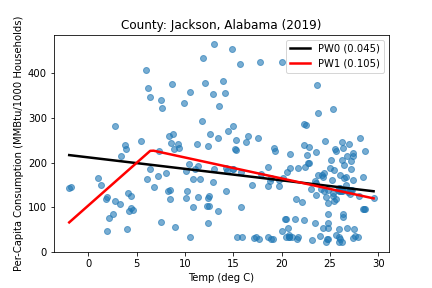 County: Jackson, Alabama (2019)
PW0 (0.045)
PW1 (0.105)
Per-Capita Consumption (MMBtu/1000 Households)
400
300
200
100
0
0 5 10 15 20 25 30
Temp (deg C)